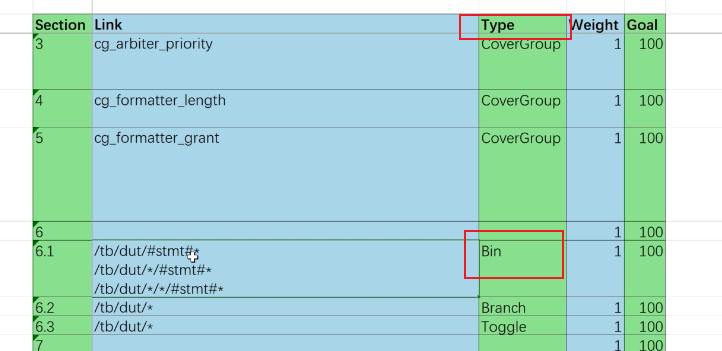 Section Link Type Weight Goal
3 cg_arbiter_priority CoverGroup 1 100
4 cg_formatter_length CoverGroup 1 100
5 cg_formatter_grant CoverGroup 1 100
6 1 100
6.1 /tb/dut/#stmt#* Bin 1 100
/tb/dut/*/#stmt#*
/tb/dut/*/*/#stmt#*
6.2 /tb/dut/* Branch 1 100
6.3 /tb/dut/* Toggle 1 100
7 1 100